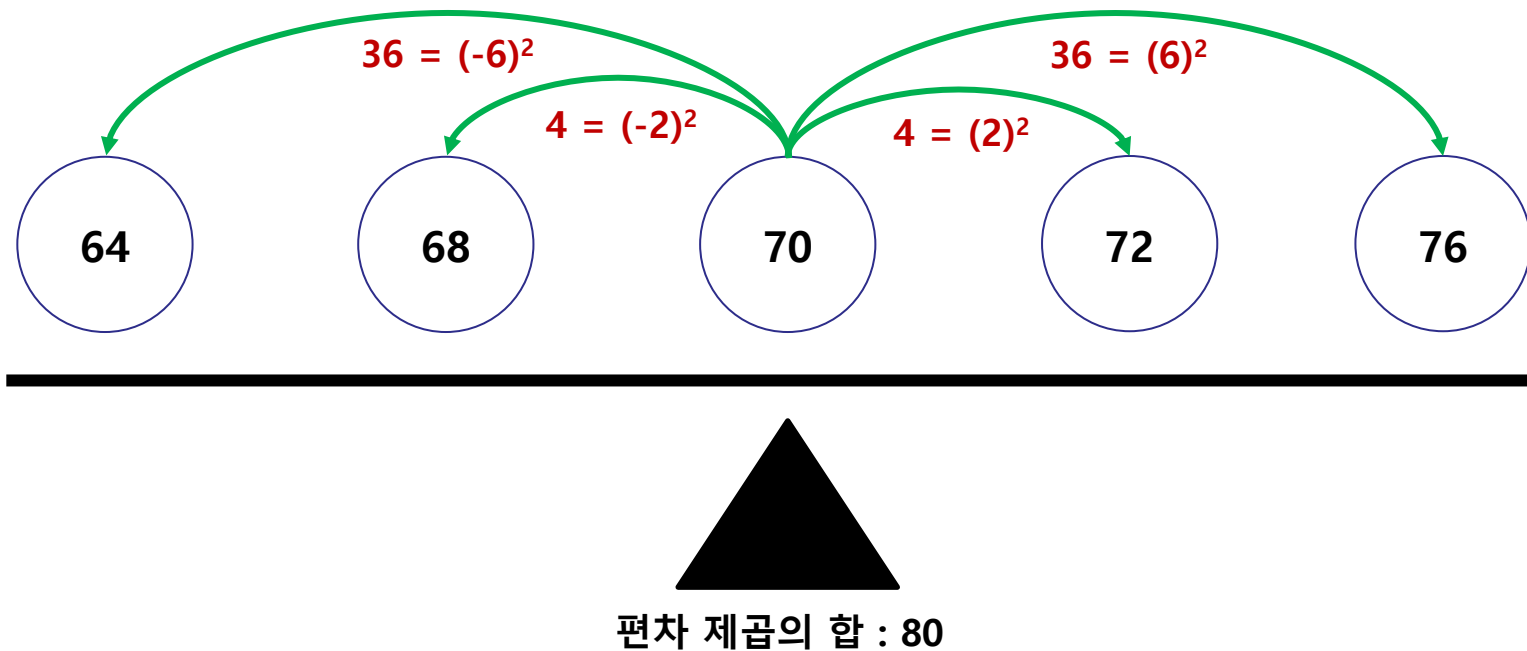 36 = (-6)²
36 = (6)²
4 = (-2)²
4 = (2)²
64
68
70
72
76
편차 제곱의 합 : 80